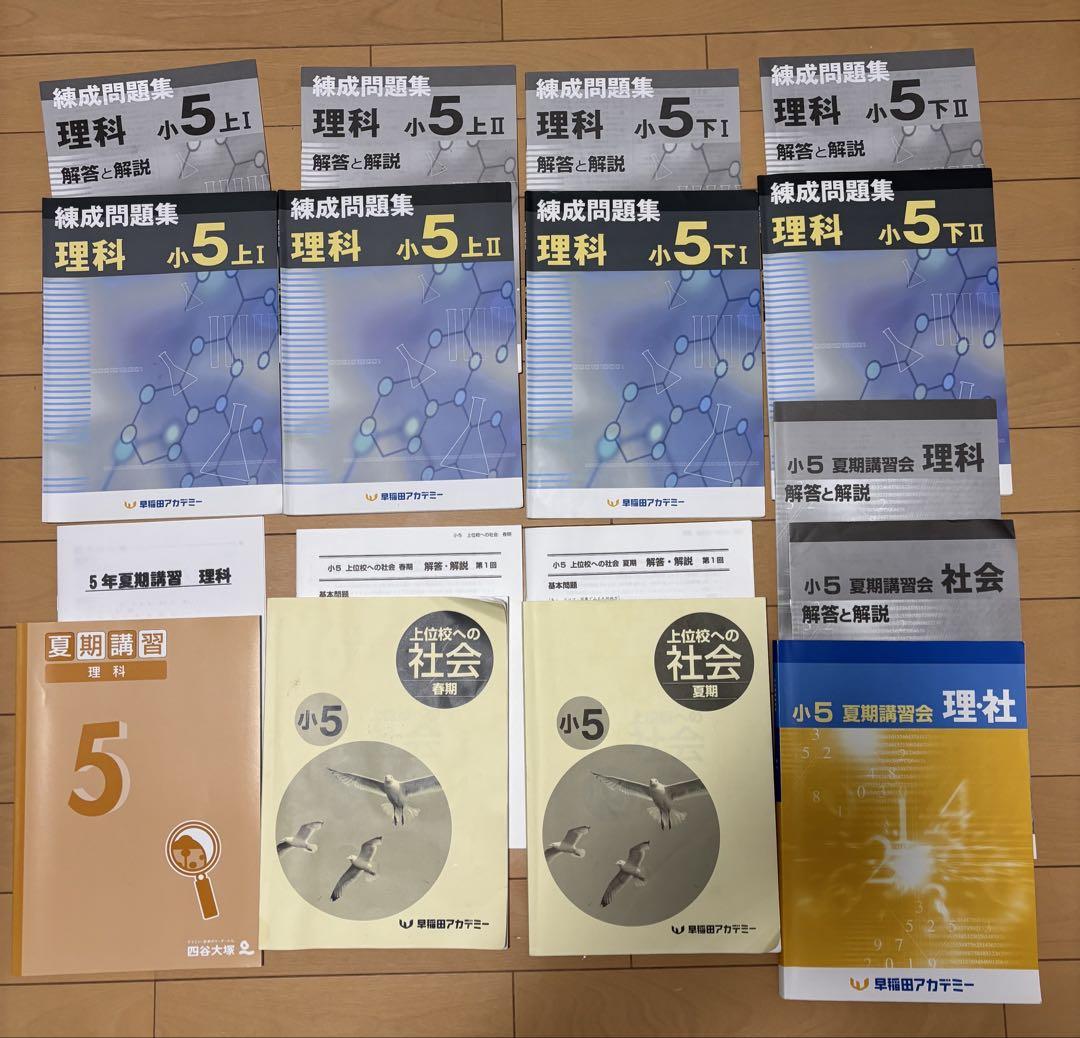 練成問題集
理科 小5上Ⅰ
解答と解説
練成問題集
理科 小5上Ⅱ
解答と解説
練成問題集
理科 小5下Ⅰ
解答と解説
練成問題集
理科 小5下Ⅱ
解答と解説
練成問題集
理科 小5上Ⅰ
早稲田アカデミー
練成問題集
理科 小5上Ⅱ
早稲田アカデミー
練成問題集
理科 小5下Ⅰ
早稲田アカデミー
練成問題集
理科 小5下Ⅱ
小5 夏期講習会 理科
解答と解説
小5 夏期講習会 社会
解答と解説
5年夏期講習 理科
小5 上位校への社会 春期
小5 上位校への社会 春期 解答・解説 第1回
基本問題
小5 上位校への社会 夏期 解答・解説 第1回
基本問題
夏期講習
理科
5
四谷大塚
上位校への
社会
春期
小5
早稲田アカデミー
上位校への
社会
夏期
小5
早稲田アカデミー
小5 夏期講習会 理・社
早稲田アカデミー